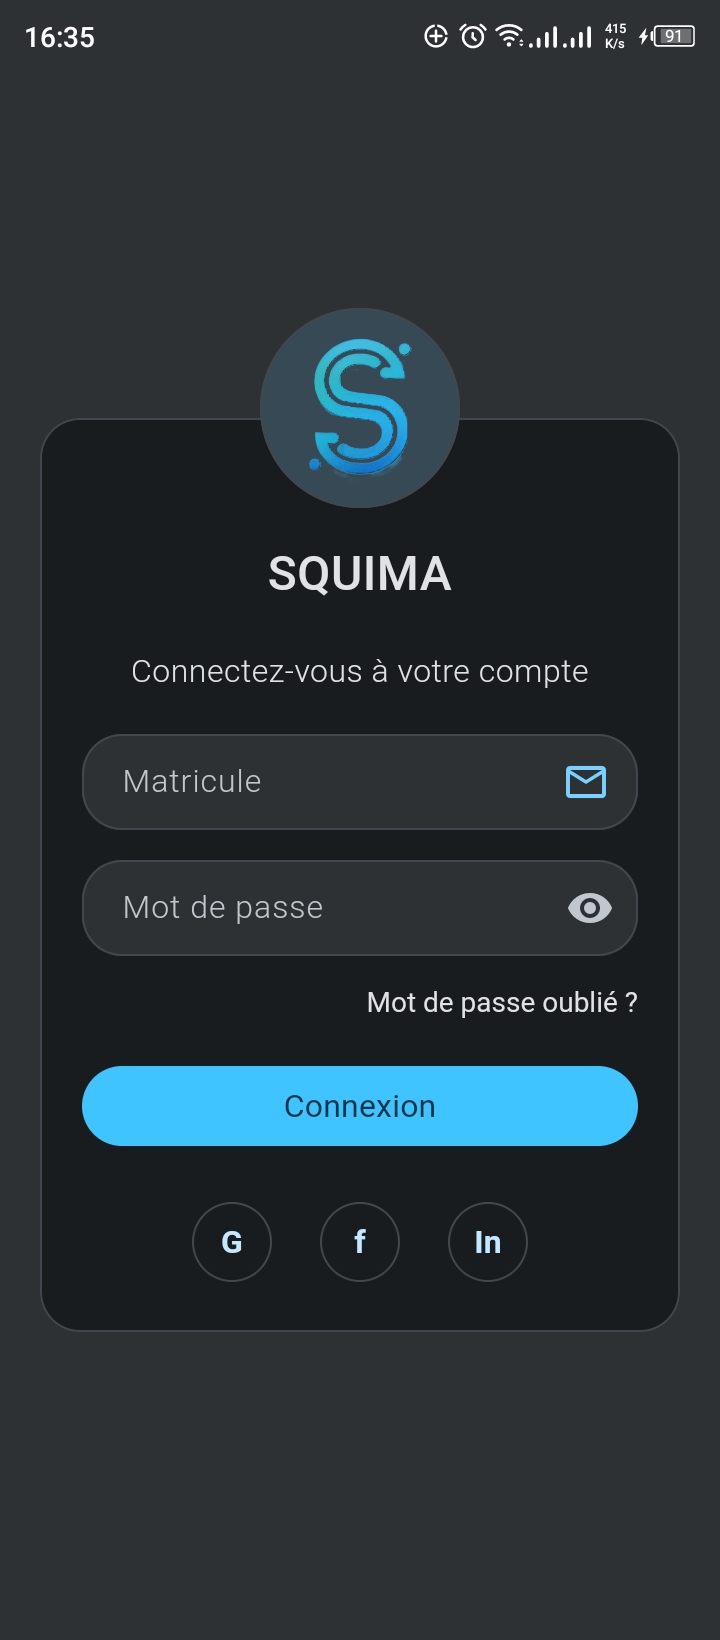 16:35
415
K/s
91
S
SQUIMA
Connectez-vous à votre compte
Matricule
Mot de passe
Mot de passe oublié ?
Connexion
G f In